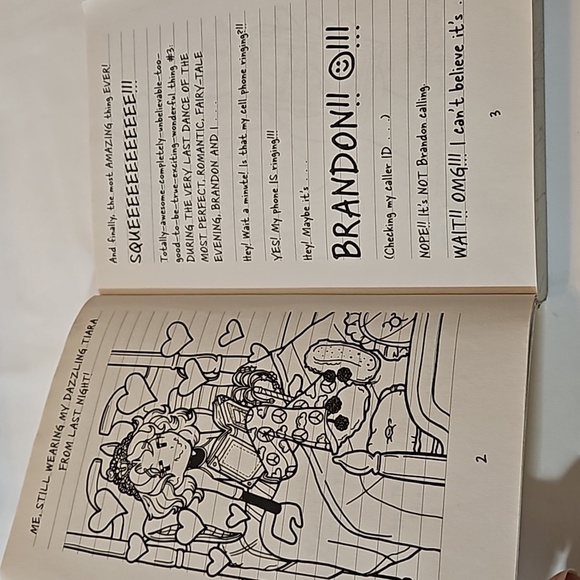 ME, STILL WEARING MY DAZZLING TIARA
FROM LAST NIGHT!
2
And finally, the most AMAZING thing EVER!
SQUEEEEEEEEEEEEEE!!!
Totally-awesome-completely-unbelievable-too-
good-to-be-true-exciting-wonderful thing #3:
DURING THE VERY LAST DANCE OF THE
MOST PERFECT, ROMANTIC, FAIRY-TALE
EVENING, BRANDON AND I . . . .
Hey! Wait a minute! Is that my cell phone ringing?!!
YES! My phone IS ringing!!!
Hey! Maybe it's . . . .
BRANDON!! ☺!!!
(Checking my caller ID . . .)
NOPE!! It's NOT Brandon calling.
WAIT!! OMG!!! I can't believe it's . .
3